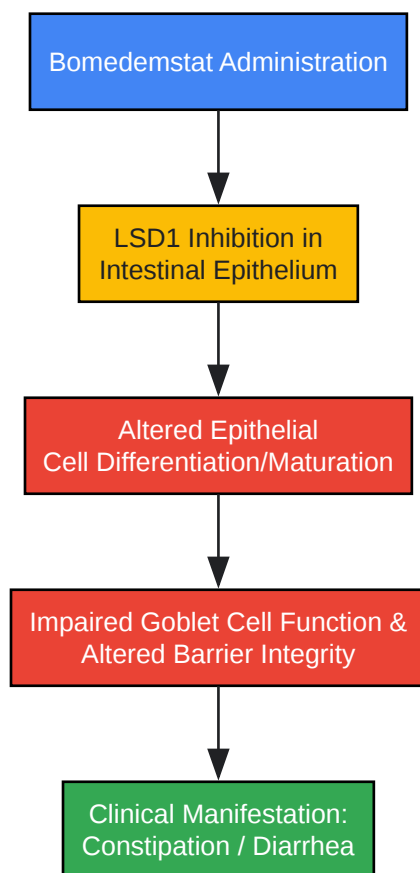 Bomedemstat Administration
LSD1 Inhibition in
Intestinal Epithelium
Altered Epithelial
Cell Differentiation/Maturation
Impaired Goblet Cell Function &
Altered Barrier Integrity
Clinical Manifestation:
Constipation / Diarrhea